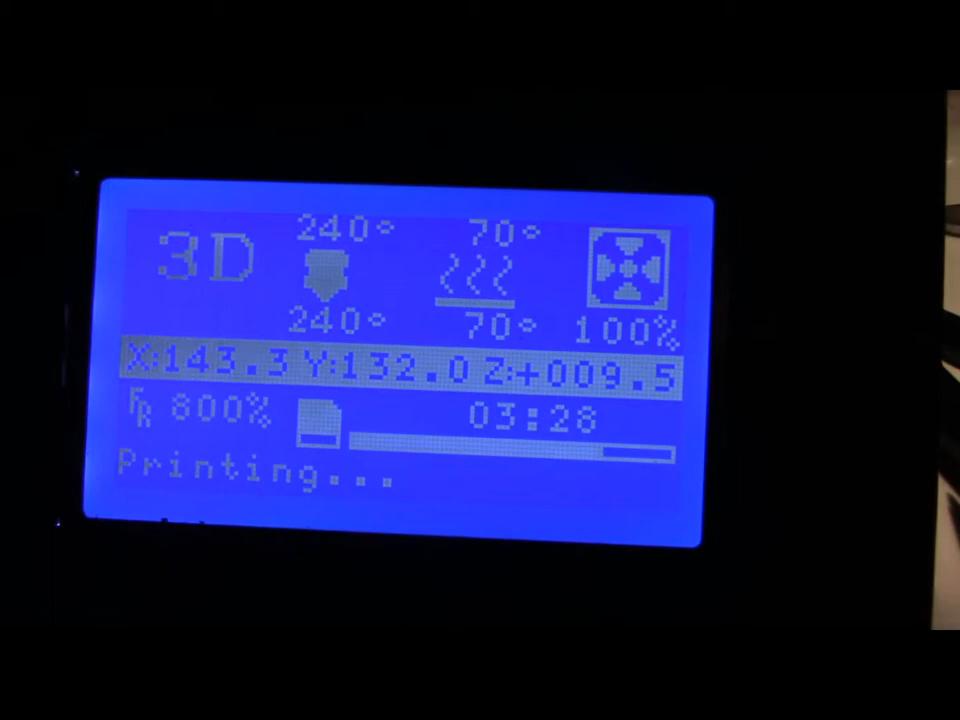 240° 70°
3D
240° 70° 100%
X:143.3 Y:132.0 Z:+009.5
FR 800% 03:28
Printing...